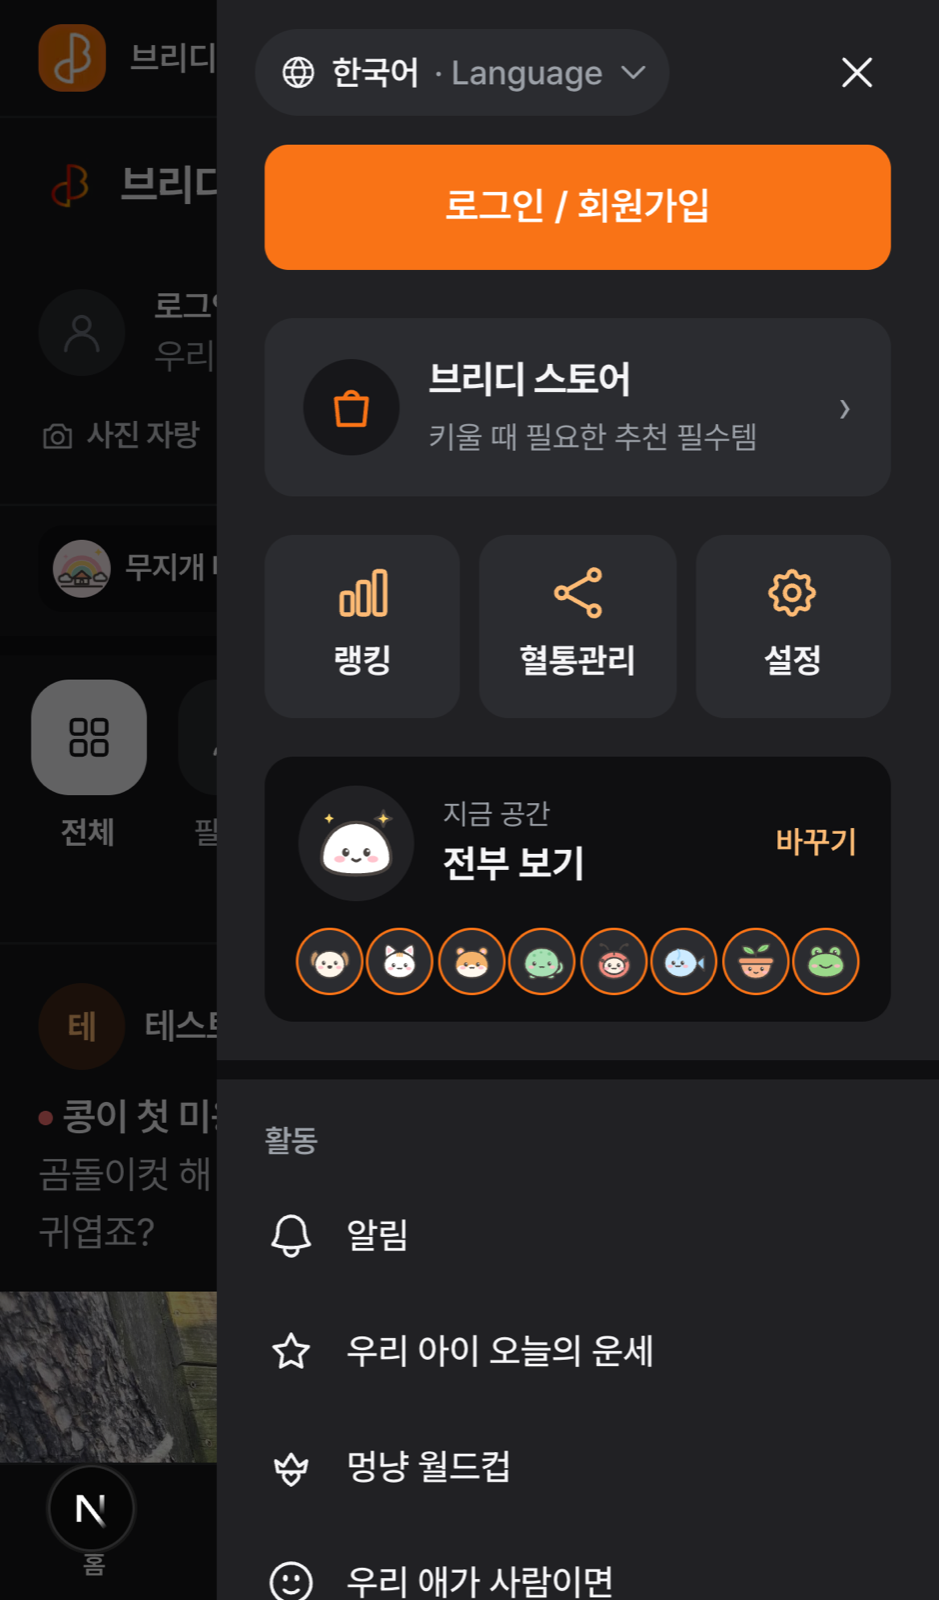 브리디
한국어 · Language
로그인 / 회원가입
브리디
로그인
우리
사진 자랑
브리디 스토어
키울 때 필요한 추천 필수템
무지개
랭킹
혈통관리
설정
전체
필
지금 공간
전부 보기
바꾸기
테
테스트
콩이 첫 미용
곰돌이컷 해
귀엽죠?
활동
알림
우리 아이 오늘의 운세
멍냥 월드컵
우리 애가 사람이면
N
홈